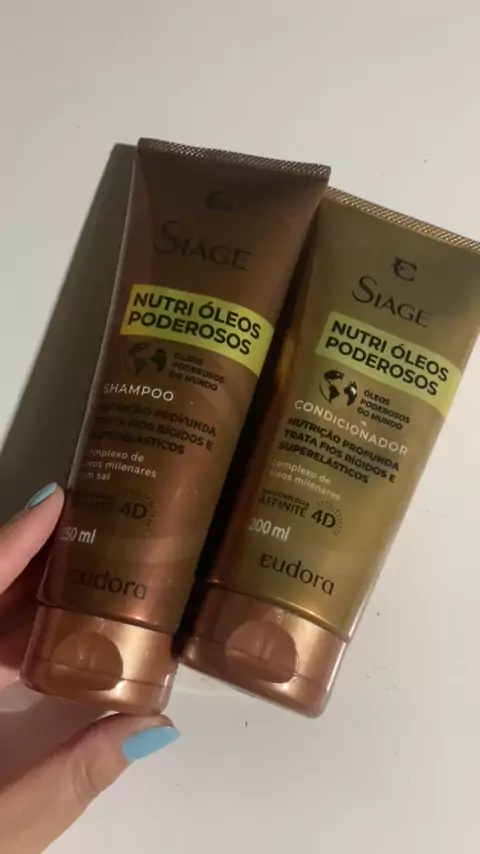 SIAGE
NUTRI ÓLEOS
PODEROSOS
ÓLEOS
PODEROSOS
DO MUNDO
SHAMPOO
NUTRIÇÃO PROFUNDA
TRATA FIOS RÍGIDOS E
SUPERELÁSTICOS
complexo de
óleos milenares
sal
AFFINITÉ 4D
250 ml
eudora
SIAGE
NUTRI ÓLEOS
PODEROSOS
ÓLEOS
PODEROSOS
DO MUNDO
CONDICIONADOR
NUTRIÇÃO PROFUNDA
TRATA FIOS RÍGIDOS E
SUPERELÁSTICOS
complexo de
óleos milenares
AFFINITÉ 4D
200 ml
eudora